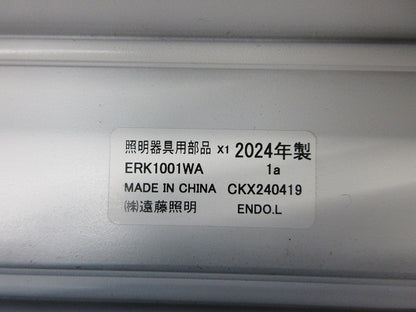 照明器具用部品 x1 2024年製
ERK1001WA 1a
MADE IN CHINA CKX240419
㈱遠藤照明 ENDO.L